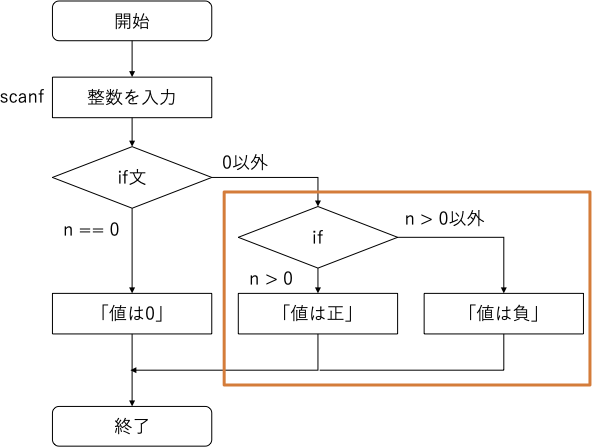 開始
scanf
整数を入力
if文
0以外
n == 0
if
n > 0以外
n > 0
「値は0」
「値は正」
「値は負」
終了